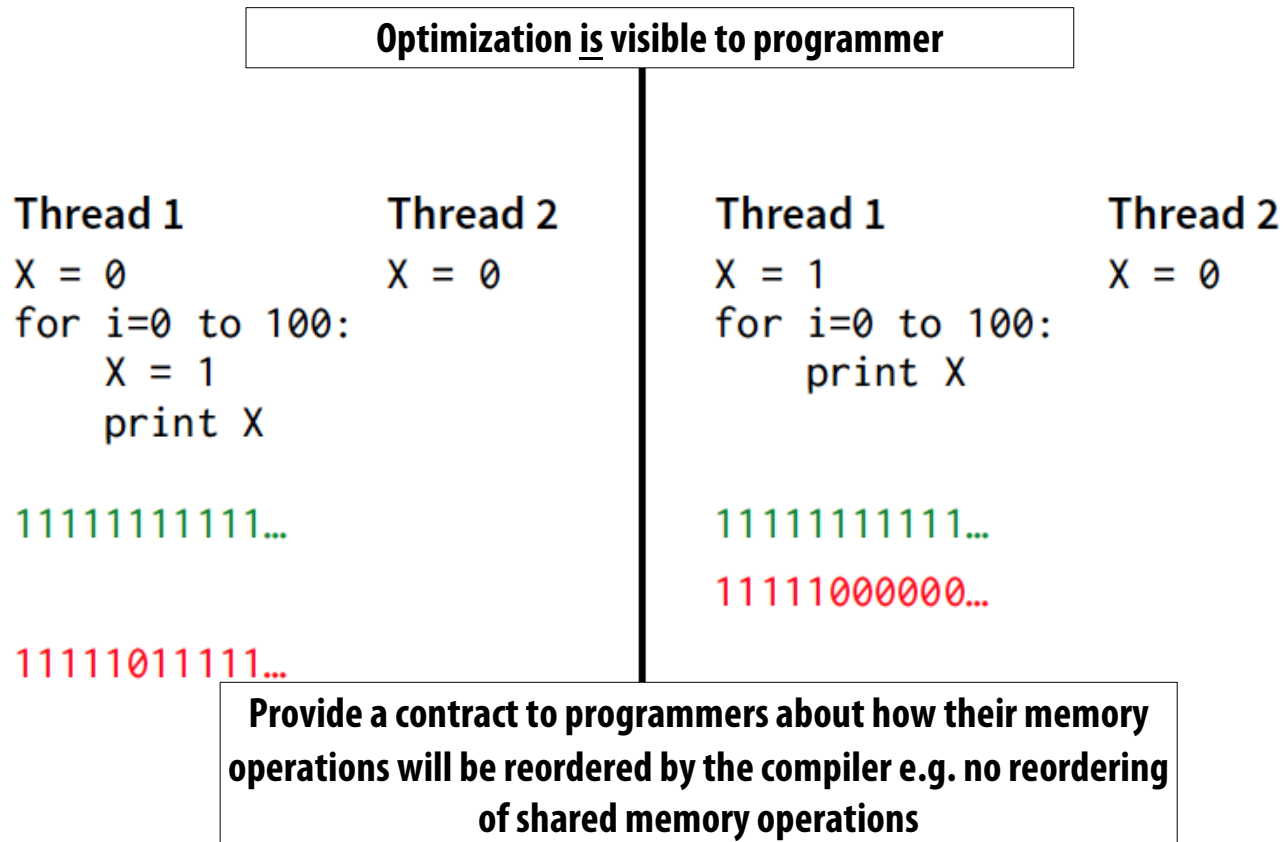 Optimization is visible to programmer
Thread 1
X = 0
for i=0 to 100:
    X = 1
    print X
Thread 2
X = 0
11111111111…
11111011111…
Thread 1
X = 1
for i=0 to 100:
    print X
Thread 2
X = 0
11111111111…
11111000000…
Provide a contract to programmers about how their memory
operations will be reordered by the compiler e.g. no reordering
of shared memory operations